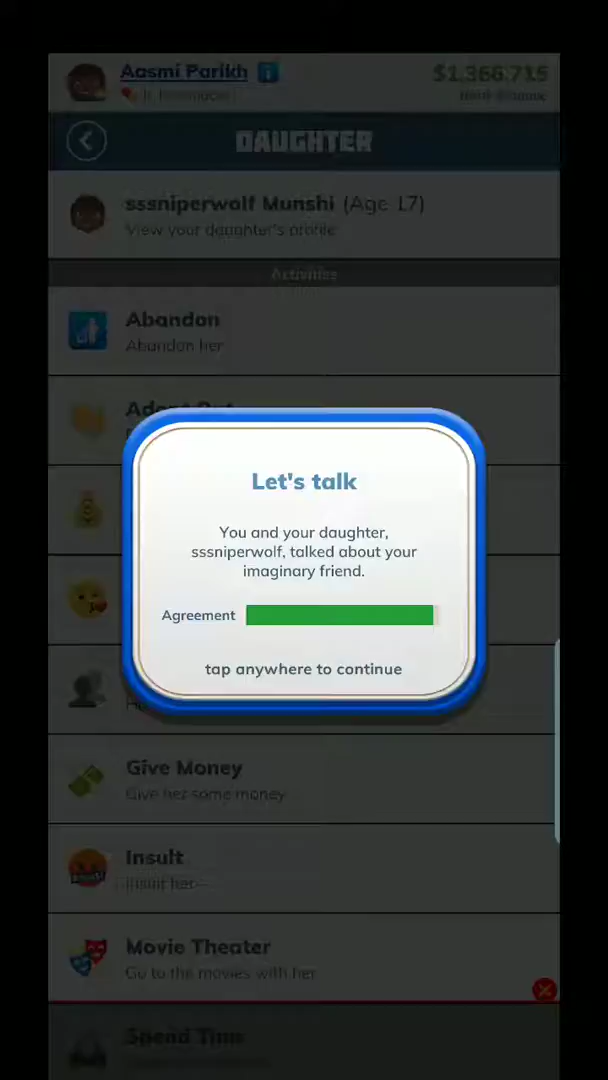 Aasmi Parikh
$1,366,715
Bank Balance
DAUGHTER
sssniperwolf Munshi (Age 17)
View your daughter's profile
Activities
Abandon
Abandon her
Let's talk
You and your daughter,
sssniperwolf, talked about your
imaginary friend.
Agreement
tap anywhere to continue
Give Money
Give her some money
Insult
Insult her
Movie Theater
Go to the movies with her
Spend Time